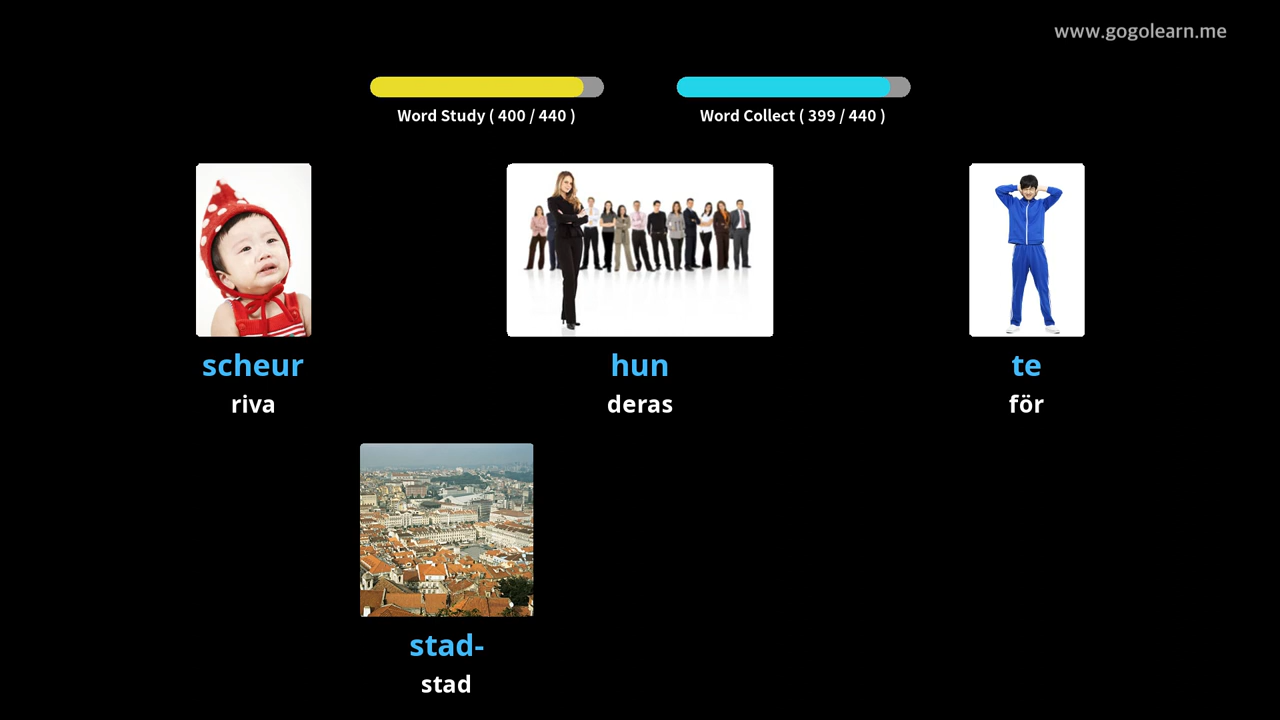 www.gogolearn.me
Word Study ( 400 / 440 )
Word Collect ( 399 / 440 )
scheur
riva
hun
deras
te
för
stad-
stad